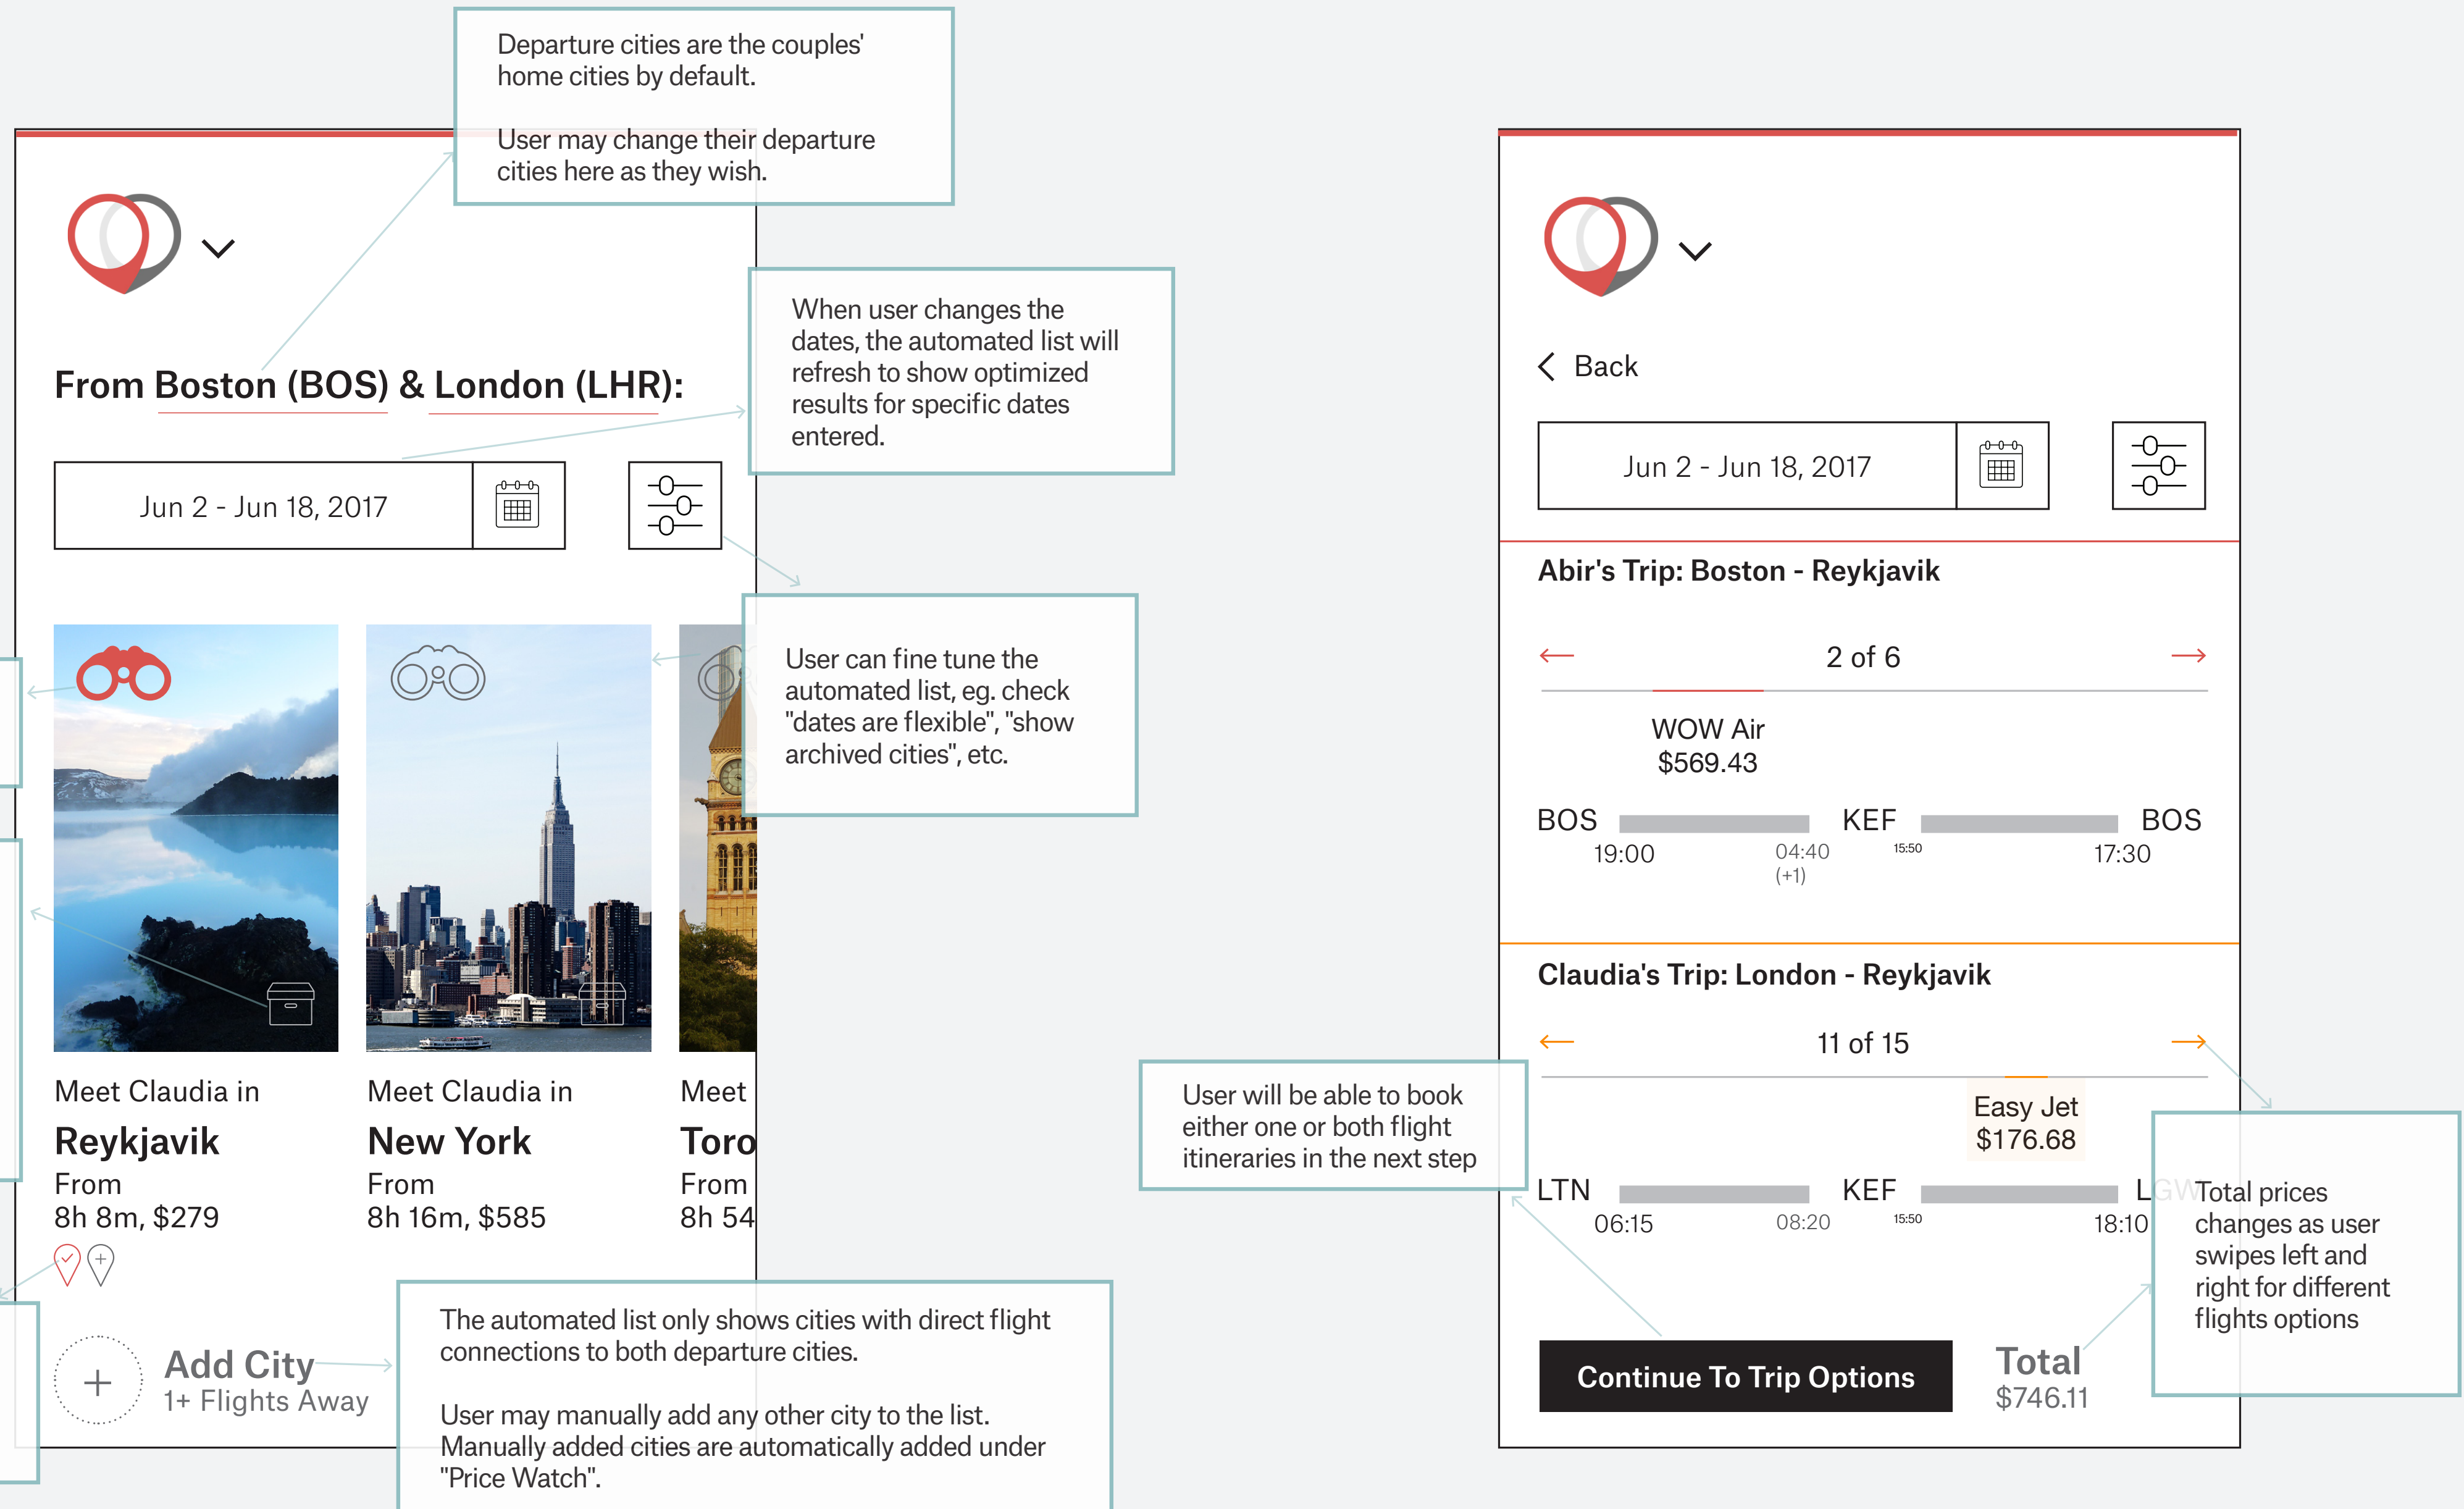 Departure cities are the couples'
home cities by default.
User may change their departure
cities here as they wish.
From Boston (BOS) & London (LHR):
When user changes the
dates, the automated list will
refresh to show optimized
results for specific dates
entered.
Jun 2 - Jun 18, 2017
User can fine tune the
automated list, eg. check
"dates are flexible", "show
archived cities", etc.
Meet Claudia in
Reykjavik
From
8h 8m, $279
Meet Claudia in
New York
From
8h 16m, $585
Meet
Toro
From
8h 54
Add City
1+ Flights Away
The automated list only shows cities with direct flight
connections to both departure cities.
User may manually add any other city to the list.
Manually added cities are automatically added under
"Price Watch".
Back
Jun 2 - Jun 18, 2017
Abir's Trip: Boston - Reykjavik
2 of 6
WOW Air
$569.43
BOS KEF BOS
19:00 04:40 15:50 17:30
(+1)
Claudia's Trip: London - Reykjavik
11 of 15
Easy Jet
$176.68
LTN KEF LGW
06:15 08:20 15:50 18:10
User will be able to book
either one or both flight
itineraries in the next step
Total prices
changes as user
swipes left and
right for different
flights options
Continue To Trip Options
Total
$746.11